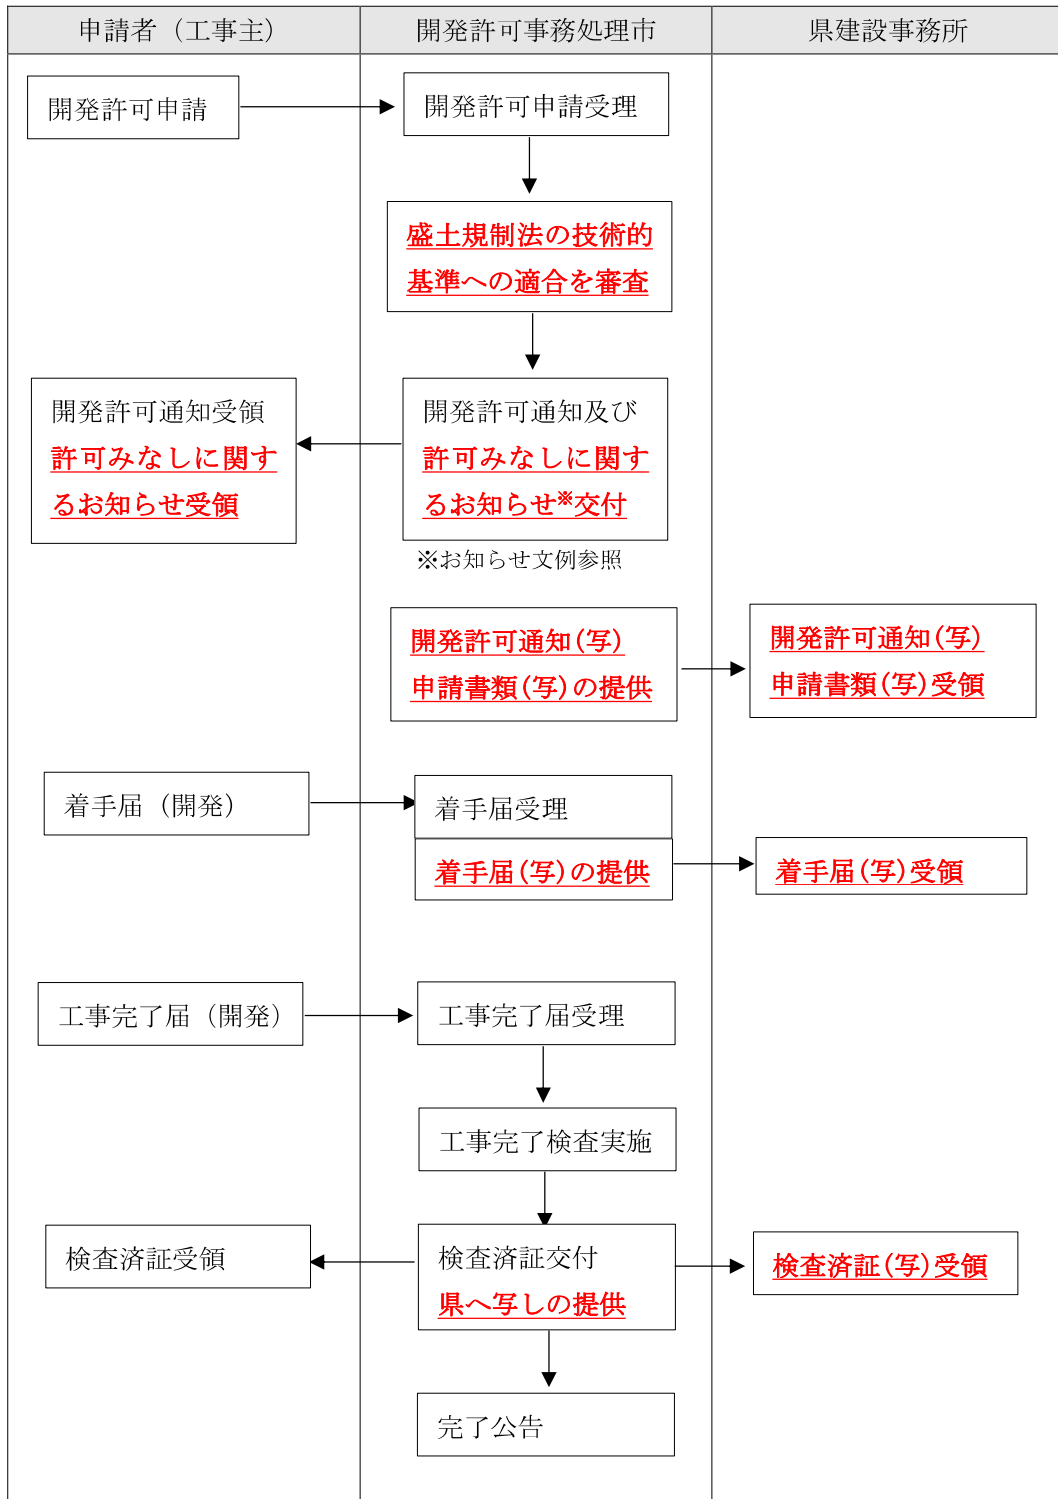 申請者（工事主）
開発許可事務処理市
県建設事務所
開発許可申請
開発許可申請受理
盛土規制法の技術的
基準への適合を審査
開発許可通知受領
許可みなしに関す
るお知らせ受領
開発許可通知及び
許可みなしに関す
るお知らせ※交付
※お知らせ文例参照
開発許可通知(写)
申請書類(写)の提供
開発許可通知(写)
申請書類(写)受領
着手届（開発）
着手届受理
着手届(写)の提供
着手届(写)受領
工事完了届（開発）
工事完了届受理
工事完了検査実施
検査済証受領
検査済証交付
県へ写しの提供
検査済証(写)受領
完了公告